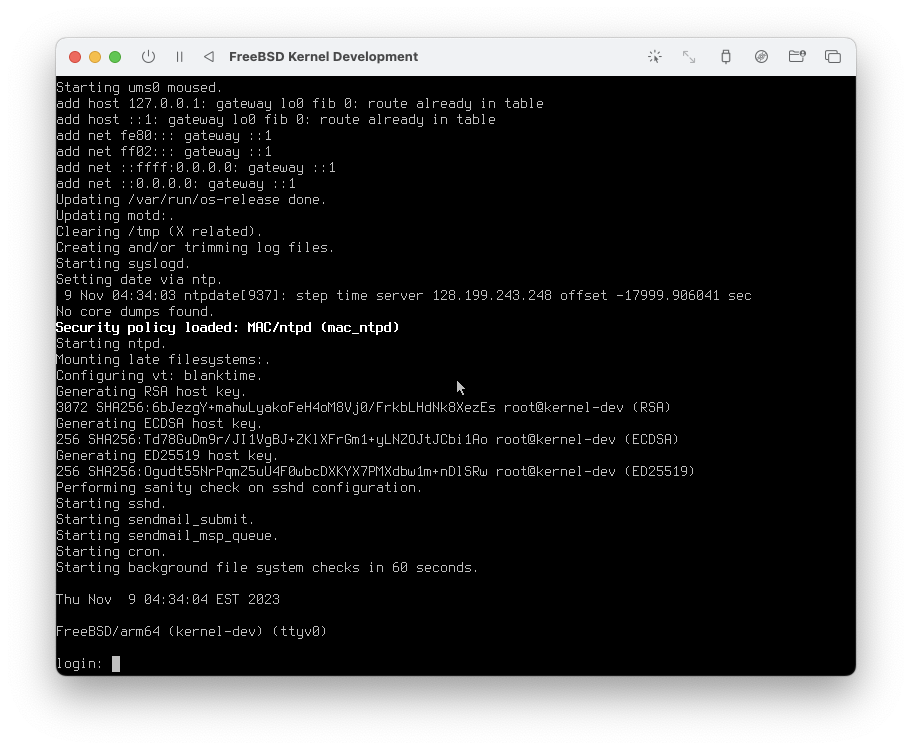 FreeBSD Kernel Development
Starting ums0 moused.
add host 127.0.0.1: gateway lo0 fib 0: route already in table
add host ::1: gateway lo0 fib 0: route already in table
add net fe80::: gateway ::1
add net ff02::: gateway ::1
add net ::ffff:0.0.0.0: gateway ::1
add net ::0.0.0.0: gateway ::1
Updating /var/run/os-release done.
Updating motd:.
Clearing /tmp (X related).
Creating and/or trimming log files.
Starting syslogd.
Setting date via ntp.
 9 Nov 04:34:03 ntpdate[937]: step time server 128.199.243.248 offset -17999.906041 sec
No core dumps found.
Security policy loaded: MAC/ntpd (mac_ntpd)
Starting ntpd.
Mounting late filesystems:.
Configuring vt: blanktime.
Generating RSA host key.
3072 SHA256:6bJezgY+mahwLyakoFeH4oM8Vj0/FrkbLHdNk8XezEs root@kernel-dev (RSA)
Generating ECDSA host key.
256 SHA256:Td78GuDm9r/JI1VgBJ+ZKlXFrGm1+yLNZOJtJCbi1Ao root@kernel-dev (ECDSA)
Generating ED25519 host key.
256 SHA256:Ogudt55NrPqmZ5uU4F0wbcDXKYX7PMXdbw1m+nDlSRw root@kernel-dev (ED25519)
Performing sanity check on sshd configuration.
Starting sshd.
Starting sendmail_submit.
Starting sendmail_msp_queue.
Starting cron.
Starting background file system checks in 60 seconds.
Thu Nov  9 04:34:04 EST 2023
FreeBSD/arm64 (kernel-dev) (ttyv0)
login: